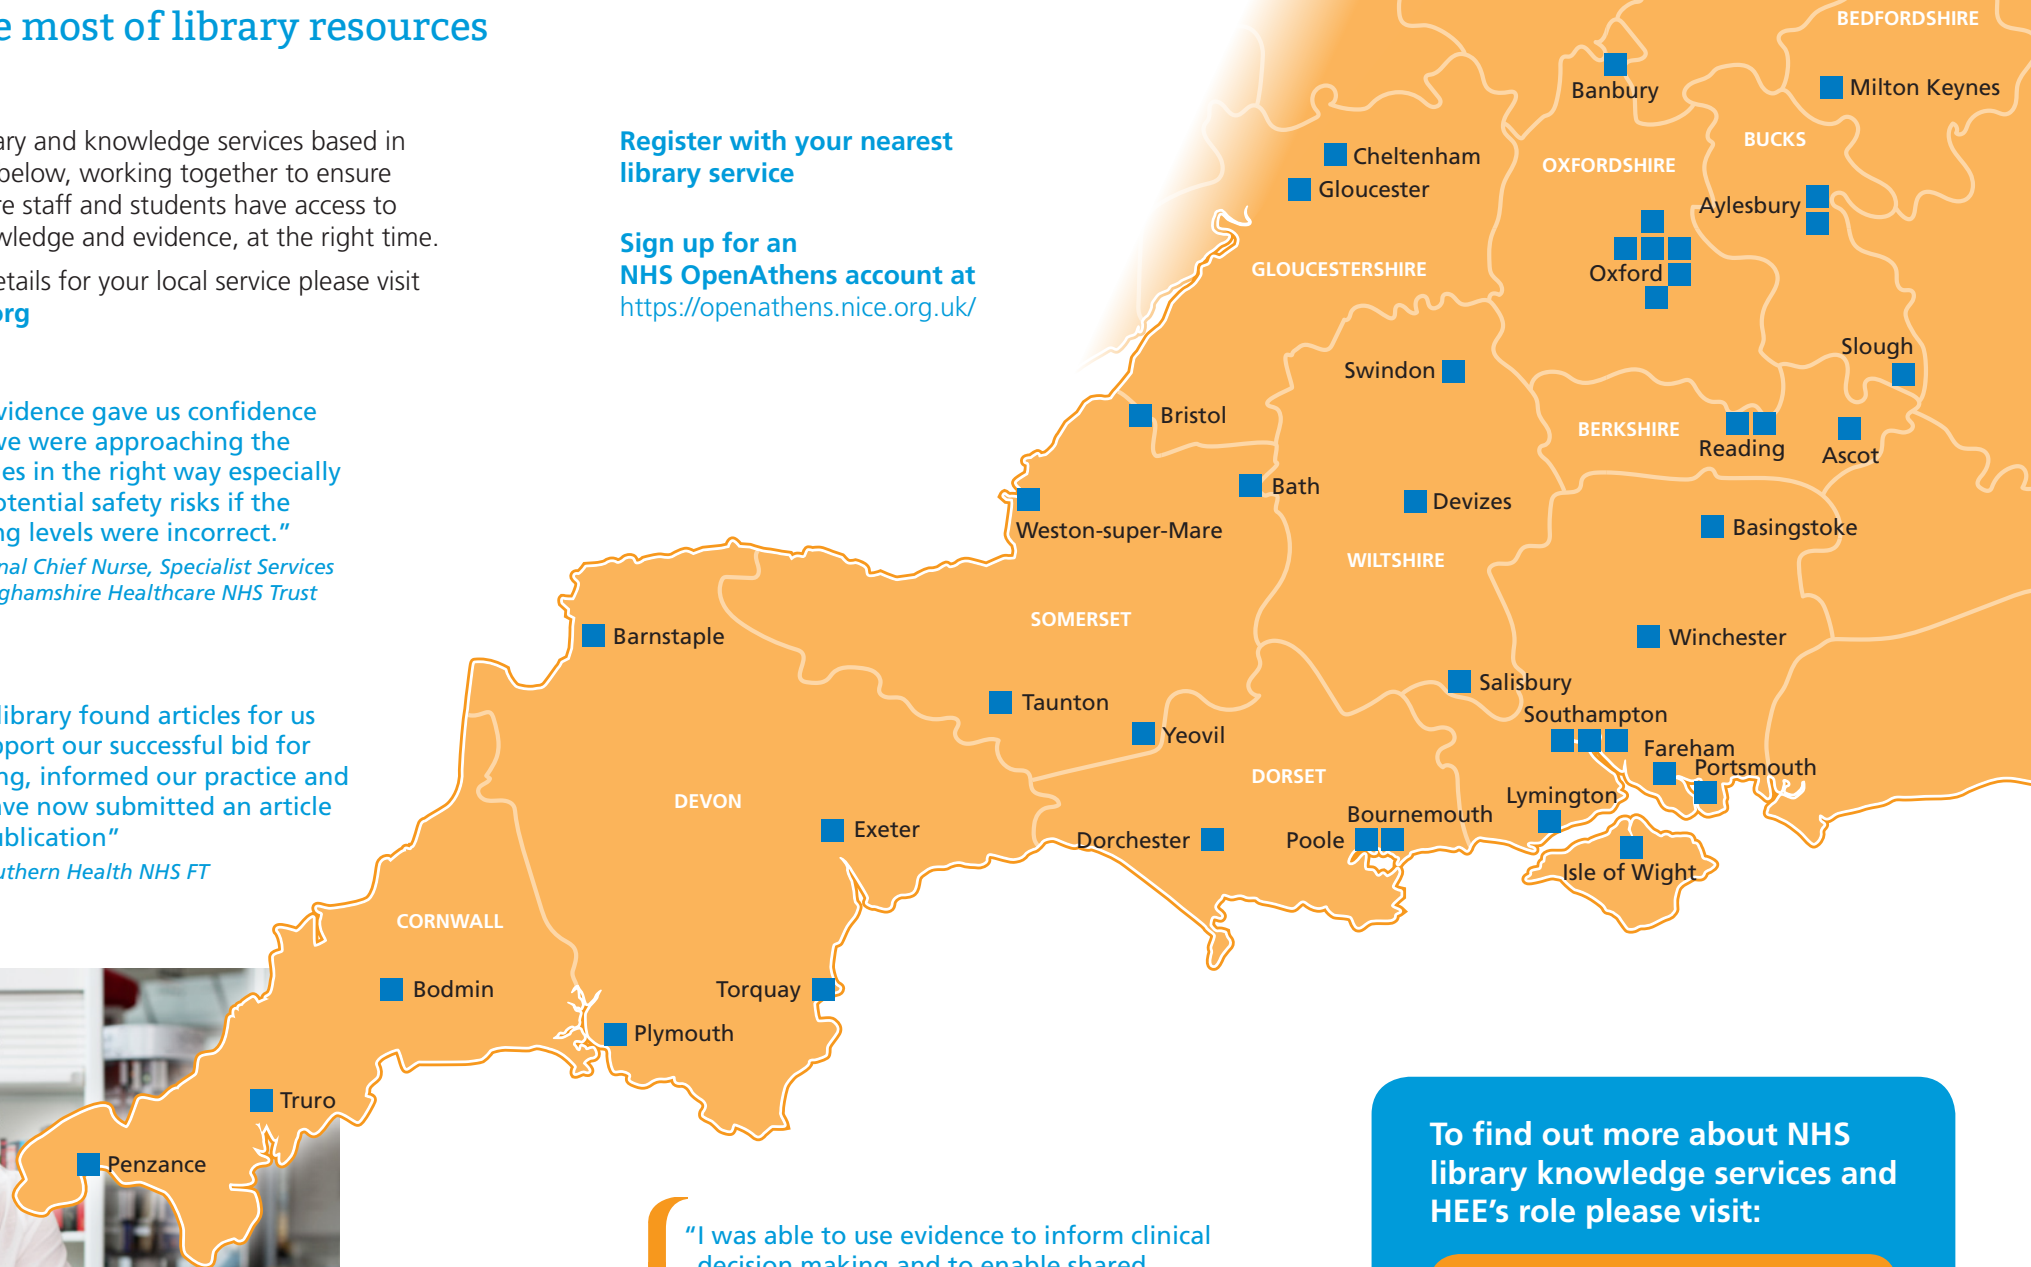 e most of library resources
ary and knowledge services based in
below, working together to ensure
re staff and students have access to
wledge and evidence, at the right time.
etails for your local service please visit
org
vidence gave us confidence
we were approaching the
es in the right way especially
otential safety risks if the
ng levels were incorrect.”
nal Chief Nurse, Specialist Services
ghamshire Healthcare NHS Trust
library found articles for us
pport our successful bid for
ng, informed our practice and
ave now submitted an article
ublication”
uthern Health NHS FT
Register with your nearest
library service
Sign up for an
NHS OpenAthens account at
https://openathens.nice.org.uk/
BEDFORDSHIRE
Banbury
Milton Keynes
BUCKS
Cheltenham
OXFORDSHIRE
Gloucester
Aylesbury
GLOUCESTERSHIRE
Oxford
Slough
Swindon
Bristol
BERKSHIRE
Reading
Ascot
Bath
Devizes
Weston-super-Mare
Basingstoke
WILTSHIRE
SOMERSET
Barnstaple
Winchester
Salisbury
Taunton
Southampton
Yeovil
Fareham
Portsmouth
DORSET
DEVON
Lymington
Bournemouth
Exeter
Dorchester
Poole
Isle of Wight
CORNWALL
Bodmin
Torquay
Plymouth
Truro
Penzance
“I was able to use evidence to inform clinical
decision making and to enable shared
To find out more about NHS
library knowledge services and
HEE’s role please visit: